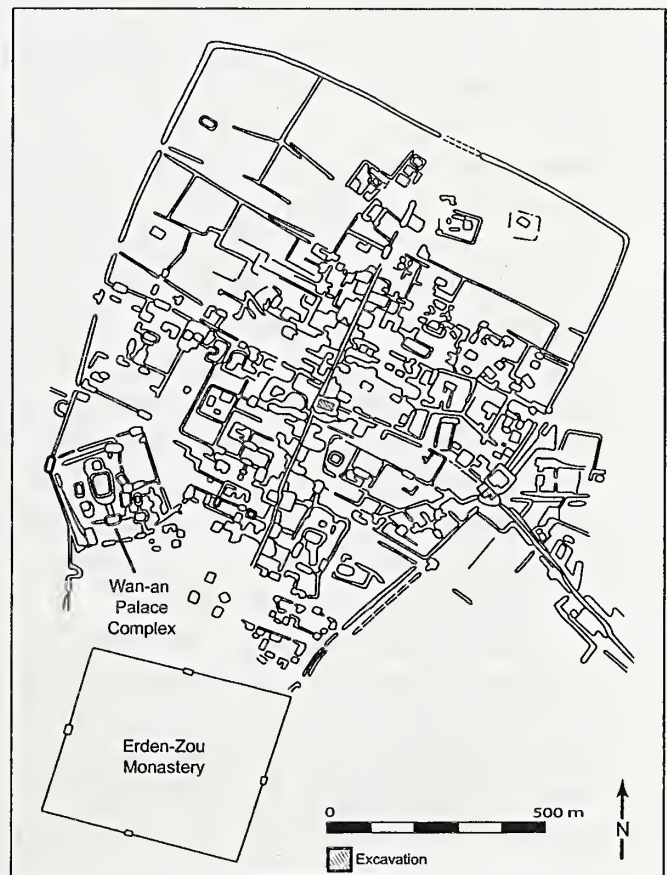 Wan-an
Palace
Complex
Erden-Zou
Monastery
0 500 m
N
Excavation